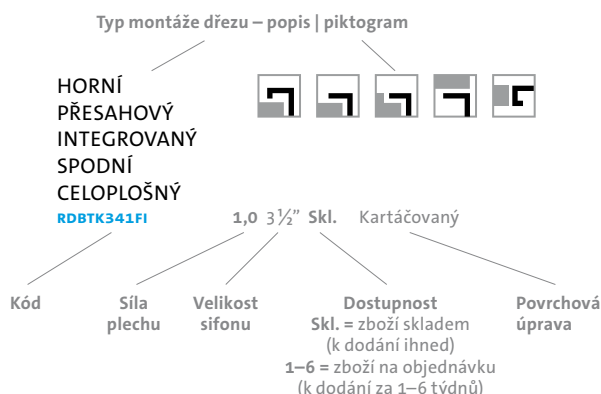 Typ montáže dřezu – popis | piktogram
HORNÍ
PŘESAHOVÝ
INTEGROVANÝ
SPODNÍ
CELOPLOŠNÝ
RDBTK341FI 1,0 3½” Skl. Kartáčovaný
Kód
Síla
plechu
Velikost
sifonu
Dostupnost
Skl. = zboží skladem
(k dodání ihned)
1–6 = zboží na objednávku
(k dodání za 1–6 týdnů)
Povrchová
úprava